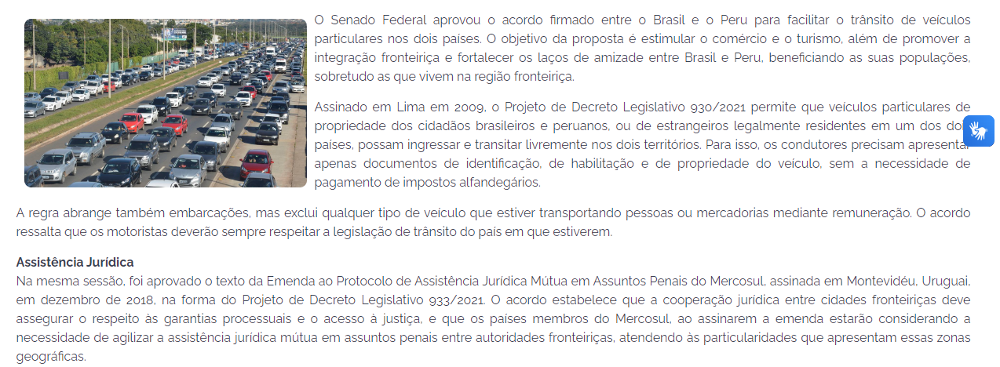 O Senado Federal aprovou o acordo firmado entre o Brasil e o Peru para facilitar o trânsito de veículos
particulares nos dois países. O objetivo da proposta é estimular o comércio e o turismo, além de promover a
integração fronteiriça e fortalecer os laços de amizade entre Brasil e Peru, beneficiando as suas populações,
sobretudo as que vivem na região fronteiriça.
Assinado em Lima em 2009, o Projeto de Decreto Legislativo 930/2021 permite que veículos particulares de
propriedade dos cidadãos brasileiros e peruanos, ou de estrangeiros legalmente residentes em um dos dois
países, possam ingressar e transitar livremente nos dois territórios. Para isso, os condutores precisam apresentar
apenas documentos de identificação, de habilitação e de propriedade do veículo, sem a necessidade de
pagamento de impostos alfandegários.
A regra abrange também embarcações, mas exclui qualquer tipo de veículo que estiver transportando pessoas ou mercadorias mediante remuneração. O acordo
ressalta que os motoristas deverão sempre respeitar a legislação de trânsito do país em que estiverem.
Assistência Jurídica
Na mesma sessão, foi aprovado o texto da Emenda ao Protocolo de Assistência Jurídica Mútua em Assuntos Penais do Mercosul, assinada em Montevidéu, Uruguai,
em dezembro de 2018, na forma do Projeto de Decreto Legislativo 933/2021. O acordo estabelece que a cooperação jurídica entre cidades fronteiriças deve
assegurar o respeito às garantias processuais e o acesso à justiça, e que os países membros do Mercosul, ao assinarem a emenda estarão considerando a
necessidade de agilizar a assistência jurídica mútua em assuntos penais entre autoridades fronteiriças, atendendo às particularidades que apresentam essas zonas
geográficas.